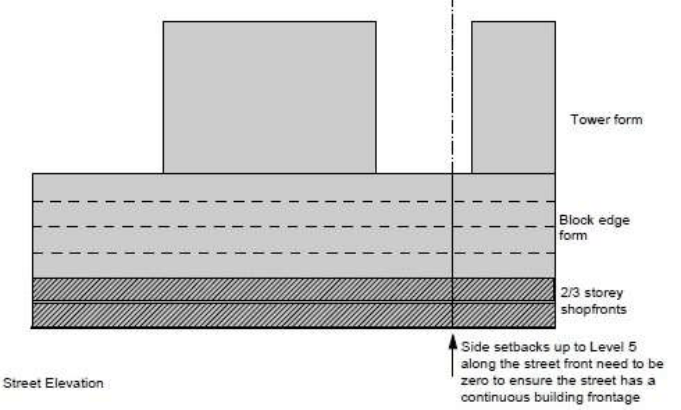 Tower form
Block edge
form
2/3 storey
shopfronts
Side setbacks up to Level 5
along the street front need to be
zero to ensure the street has a
continuous building frontage
Street Elevation